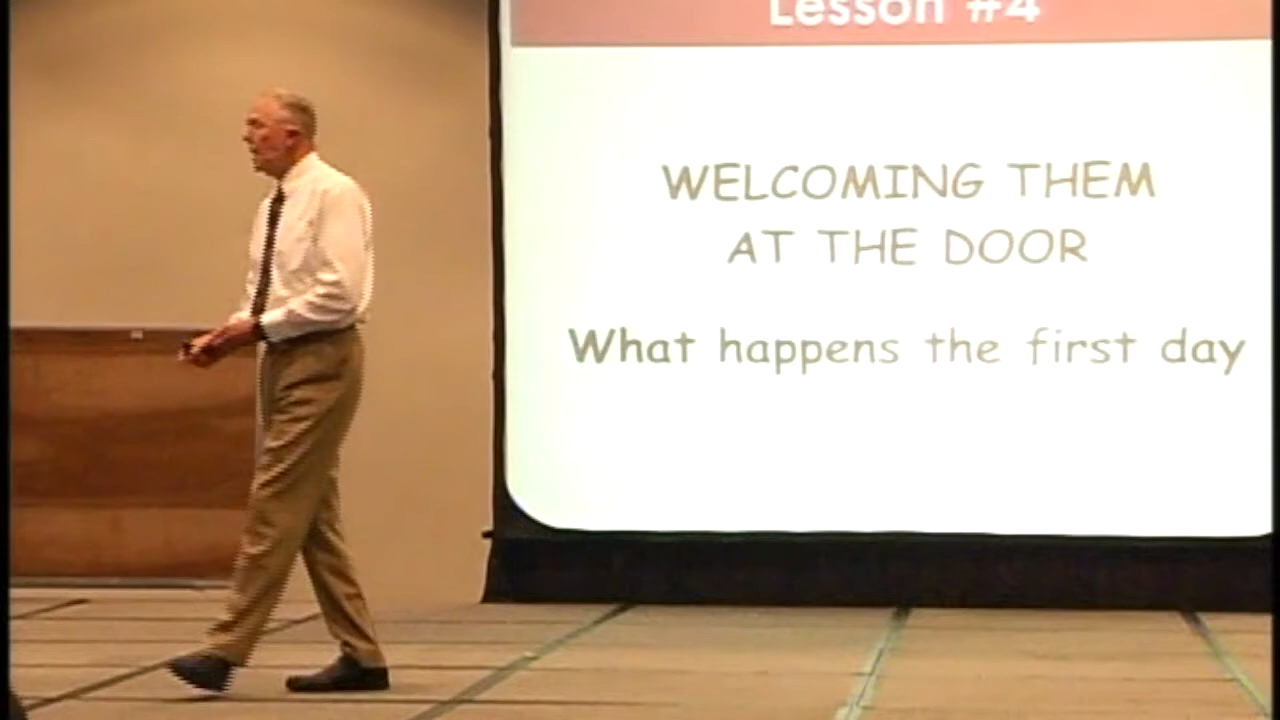 Lesson #4
WELCOMING THEM
AT THE DOOR
What happens the first day